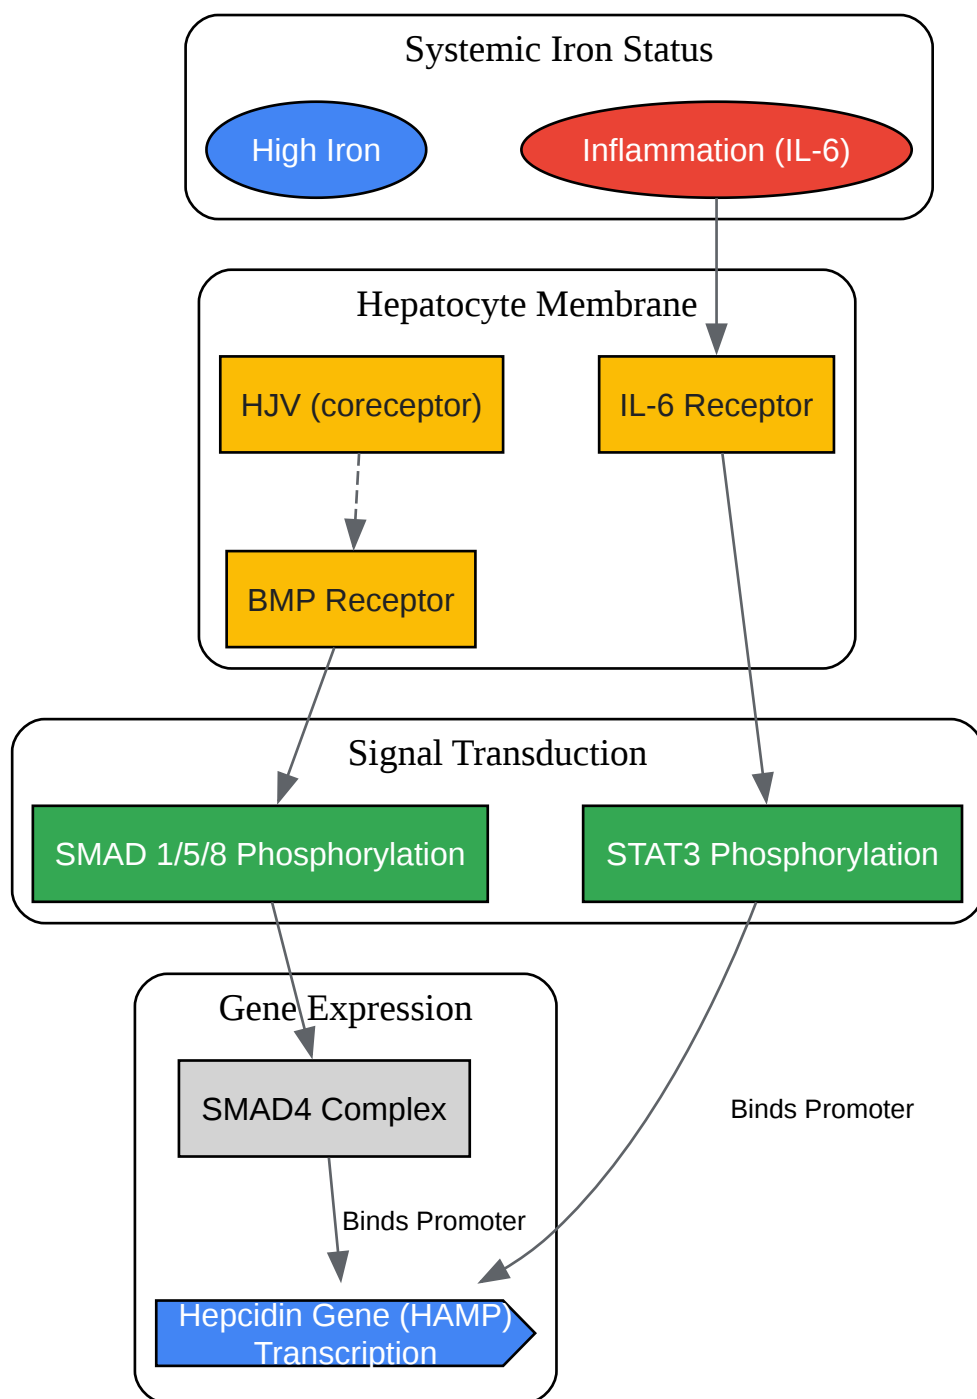 Systemic Iron Status
High Iron
Inflammation (IL-6)
Hepatocyte Membrane
HJV (coreceptor)
IL-6 Receptor
BMP Receptor
Signal Transduction
SMAD 1/5/8 Phosphorylation
STAT3 Phosphorylation
Gene Expression
SMAD4 Complex
Binds Promoter
Binds Promoter
Hepcidin Gene (HAMP)
Transcription